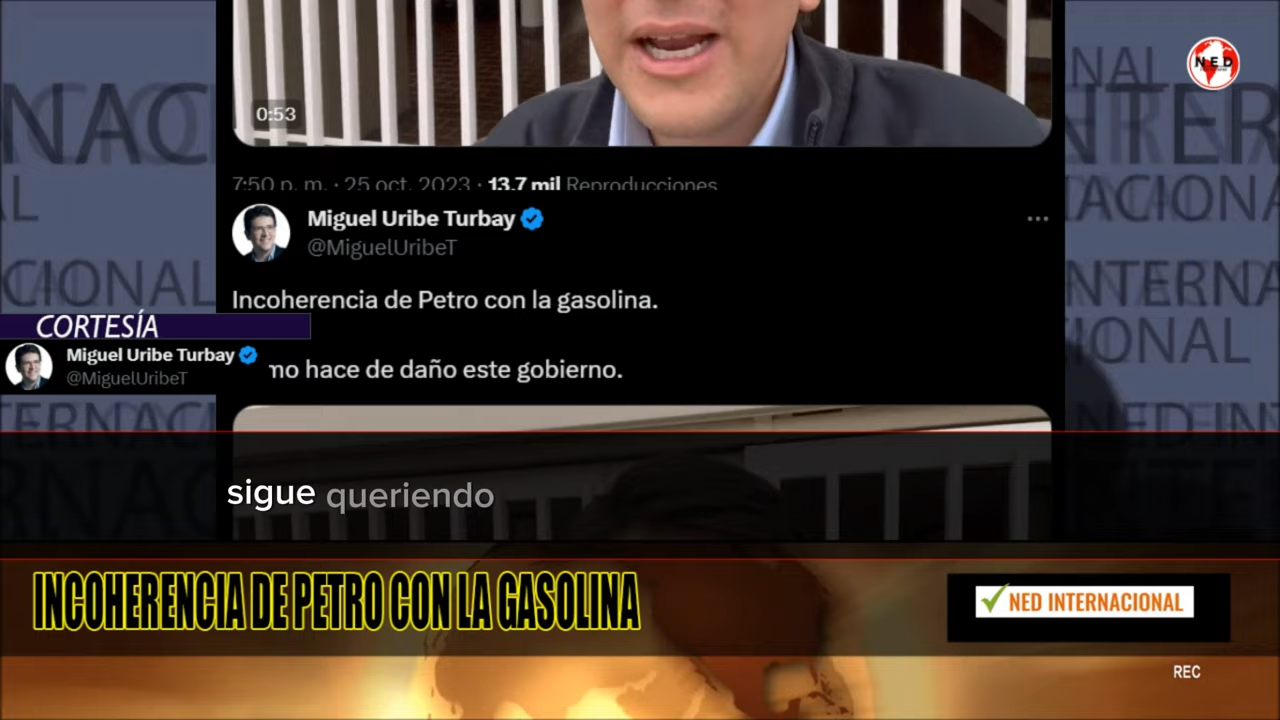 0:53
NED
7:50 p. m. · 25 oct. 2023 · 13,7 mil Reproducciones
Miguel Uribe Turbay
@MiguelUribeT
Incoherencia de Petro con la gasolina.
CORTESÍA
Miguel Uribe Turbay
@MiguelUribeT
mo hace de daño este gobierno.
sigue queriendo
INCOHERENCIA DE PETRO CON LA GASOLINA
NED INTERNACIONAL
REC